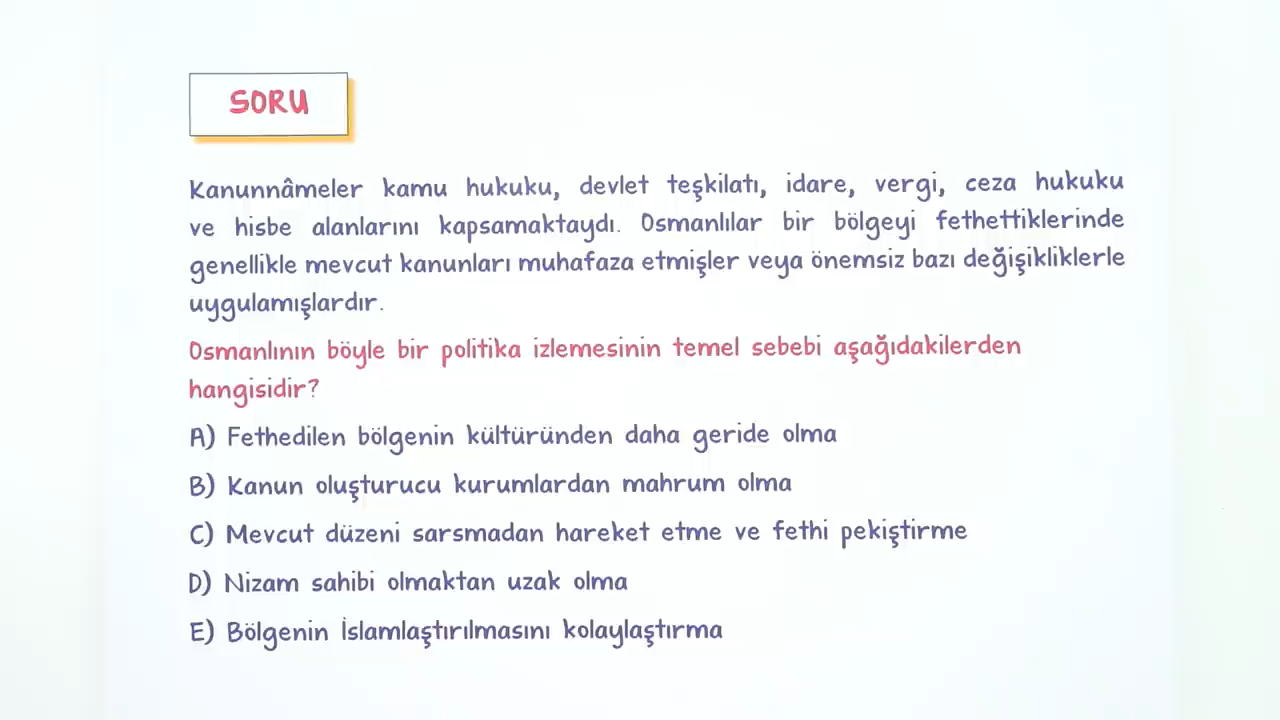 SORU
Kanunnâmeler kamu hukuku, devlet teşkilatı, idare, vergi, ceza hukuku
ve hisbe alanlarını kapsamaktaydı. Osmanlılar bir bölgeyi fethettiklerinde
genellikle mevcut kanunları muhafaza etmişler veya önemsiz bazı değişikliklerle
uygulamışlardır.
Osmanlının böyle bir politika izlemesinin temel sebebi aşağıdakilerden
hangisidir?
A) Fethedilen bölgenin kültüründen daha geride olma
B) Kanun oluşturucu kurumlardan mahrum olma
C) Mevcut düzeni sarsmadan hareket etme ve fethi pekiştirme
D) Nizam sahibi olmaktan uzak olma
E) Bölgenin İslamlaştırılmasını kolaylaştırma